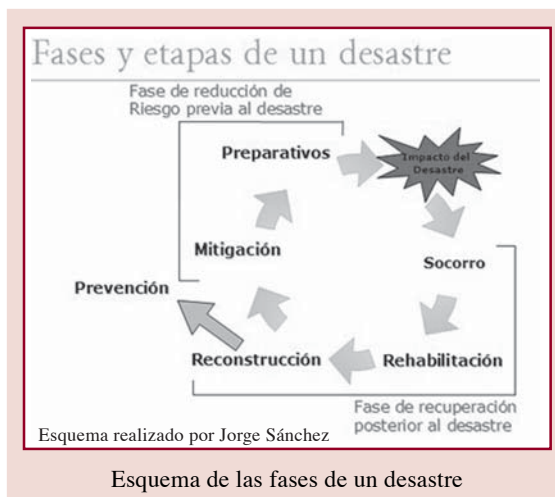 Fases y etapas de un desastre
Fase de reducción de
Riesgo previa al desastre
Preparativos
Impacto del
Desastre
Mitigación
Socorro
Prevención
Reconstrucción
Rehabilitación
Fase de recuperación
posterior al desastre
Esquema realizado por Jorge Sánchez
Esquema de las fases de un desastre